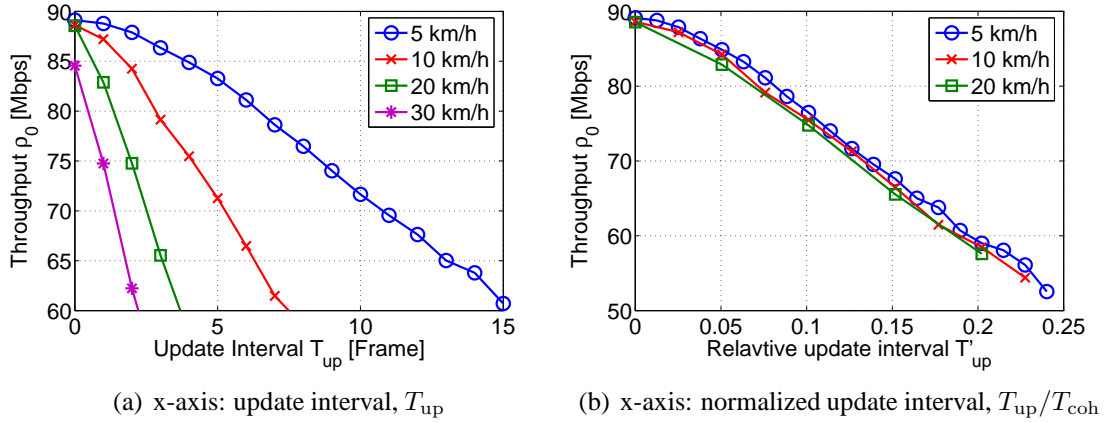 90
85
80
75
70
65
60
Throughput ρ0 [Mbps]
0
5
10
15
Update Interval Tup [Frame]
5 km/h
10 km/h
20 km/h
30 km/h
(a) x-axis: update interval, Tup
90
80
70
60
50
Throughput ρ0 [Mbps]
0
0.05
0.1
0.15
0.2
0.25
Relavtive update interval T'up
5 km/h
10 km/h
20 km/h
(b) x-axis: normalized update interval, Tup/Tcoh